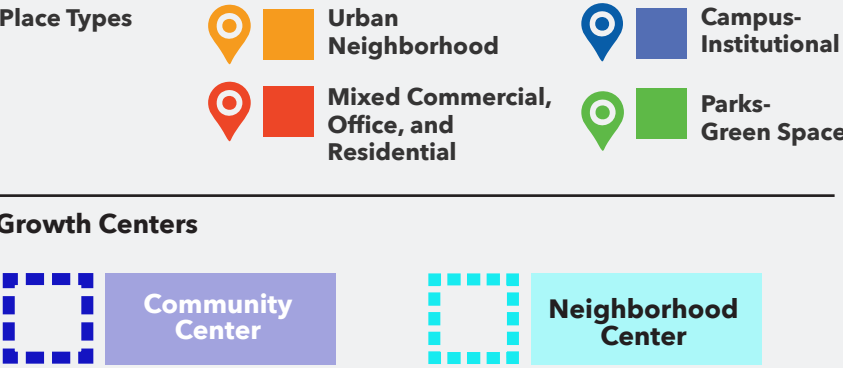 Place Types
Urban
Neighborhood
Campus-
Institutional
Mixed Commercial,
Office, and
Residential
Parks-
Green Space
Growth Centers
Community
Center
Neighborhood
Center